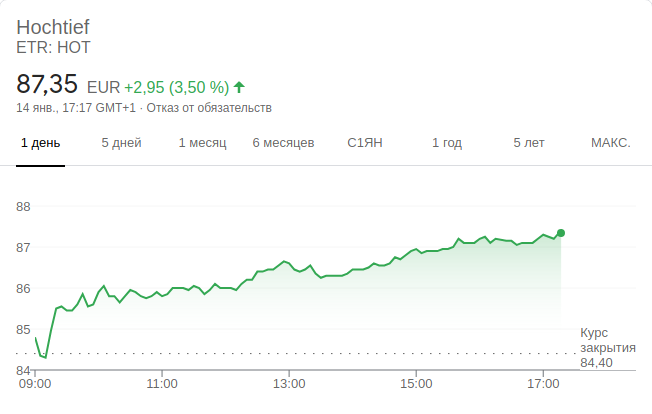 Hochtief
ETR: HOT
87,35 EUR +2,95 (3,50 %)
14 янв., 17:17 GMT+1 · Отказ от обязательств
1 день 5 дней 1 месяц 6 месяцев С1ЯН 1 год 5 лет МАКС.
88
87
86
85
84
Курс
закрытия
84,40
09:00 11:00 13:00 15:00 17:00